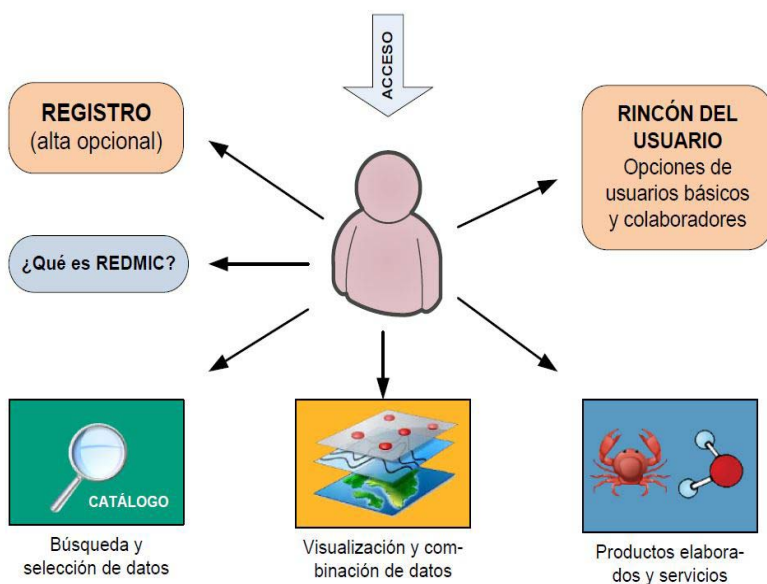 ACCESO
REGISTRO
(alta opcional)
RINCÓN DEL
USUARIO
Opciones de
usuarios básicos
y colaboradores
¿Qué es REDMIC?
CATÁLOGO
Búsqueda y
selección de datos
Visualización y com-
binación de datos
Productos elabora-
dos y servicios